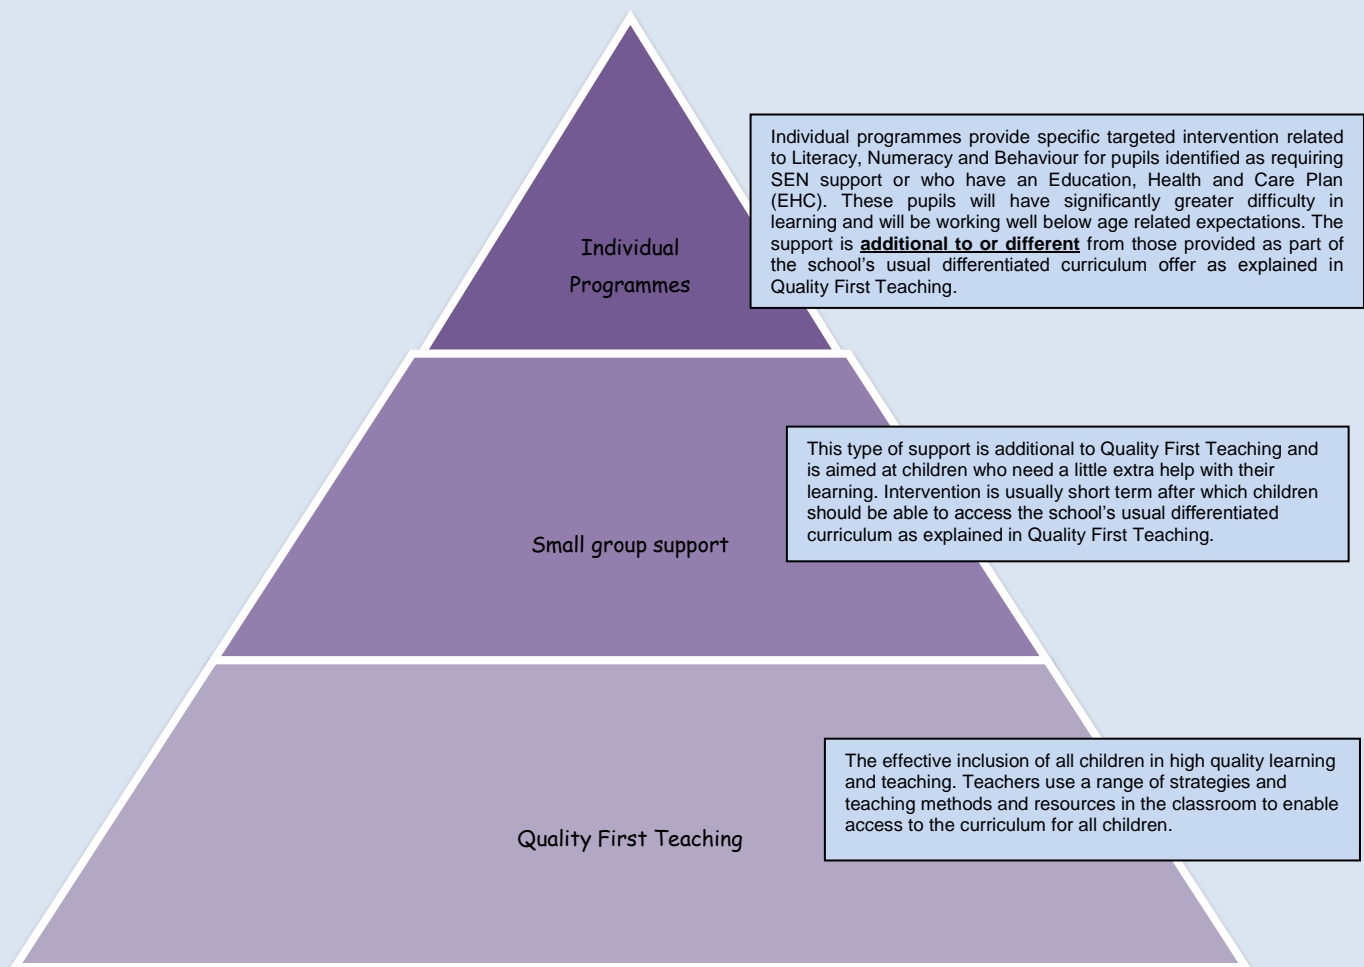 Individual programmes provide specific targeted intervention related
to Literacy, Numeracy and Behaviour for pupils identified as requiring
SEN support or who have an Education, Health and Care Plan
(EHC). These pupils will have significantly greater difficulty in
learning and will be working well below age related expectations. The
support is additional to or different from those provided as part of
the school's usual differentiated curriculum offer as explained in
Quality First Teaching.
Individual
Programmes
This type of support is additional to Quality First Teaching and
is aimed at children who need a little extra help with their
learning. Intervention is usually short term after which children
should be able to access the school's usual differentiated
curriculum as explained in Quality First Teaching.
Small group support
The effective inclusion of all children in high quality learning
and teaching. Teachers use a range of strategies and
teaching methods and resources in the classroom to enable
access to the curriculum for all children.
Quality First Teaching